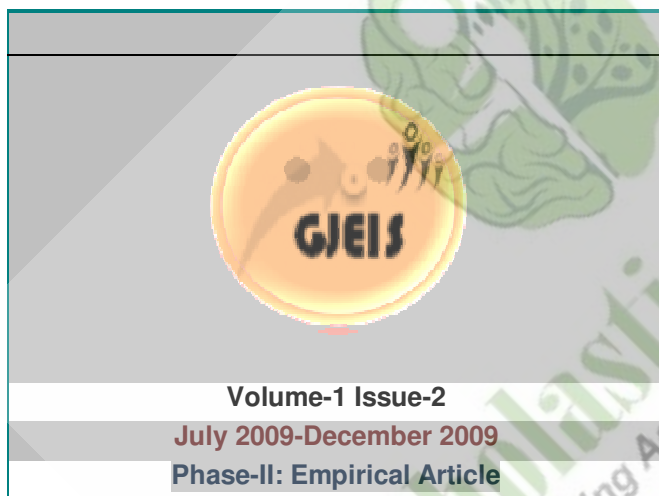 GJEIS
Volume-1 Issue-2
July 2009-December 2009
Phase-II: Empirical Article